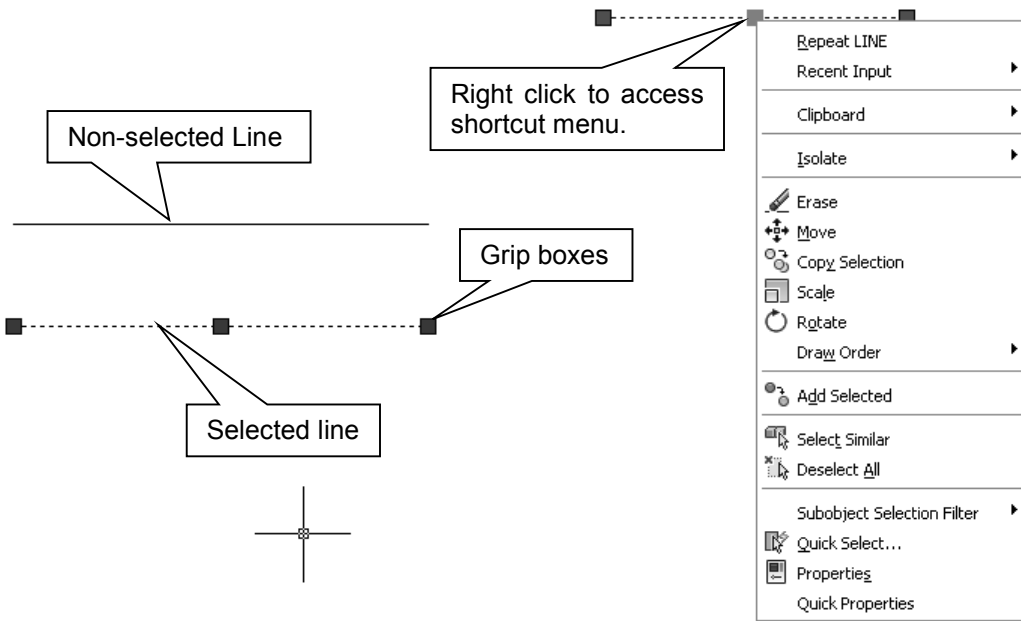 Right click to access
shortcut menu.
Non-selected Line
Grip boxes
Selected line
Repeat LINE
Recent Input
Clipboard
Isolate
Erase
Move
Copy Selection
Scale
Rotate
Draw Order
Add Selected
Select Similar
Deselect All
Subobject Selection Filter
Quick Select...
Properties
Quick Properties